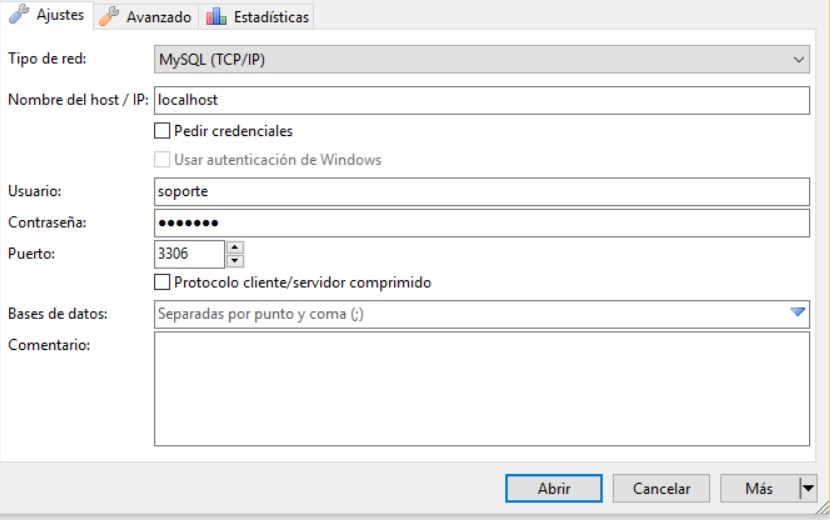 Ajustes Avanzado Estadísticas
Tipo de red: MySQL (TCP/IP)
Nombre del host / IP: localhost
Pedir credenciales
Usar autenticación de Windows
Usuario: soporte
Contraseña: •••••••
Puerto: 3306
Protocolo cliente/servidor comprimido
Bases de datos: Separadas por punto y coma (;)
Comentario:
Abrir Cancelar Más